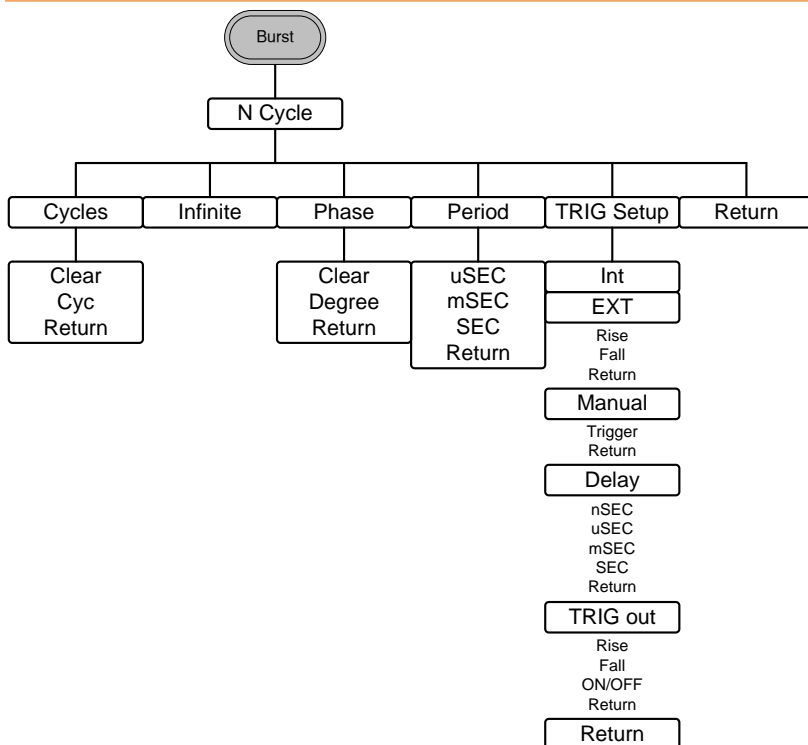 Burst
N Cycle
Cycles
Infinite
Phase
Period
TRIG Setup
Return
Clear
Cyc
Return
Clear
Degree
Return
uSEC
mSEC
SEC
Return
Int
EXT
Rise
Fall
Return
Manual
Trigger
Return
Delay
nSEC
uSEC
mSEC
SEC
Return
TRIG out
Rise
Fall
ON/OFF
Return
Return